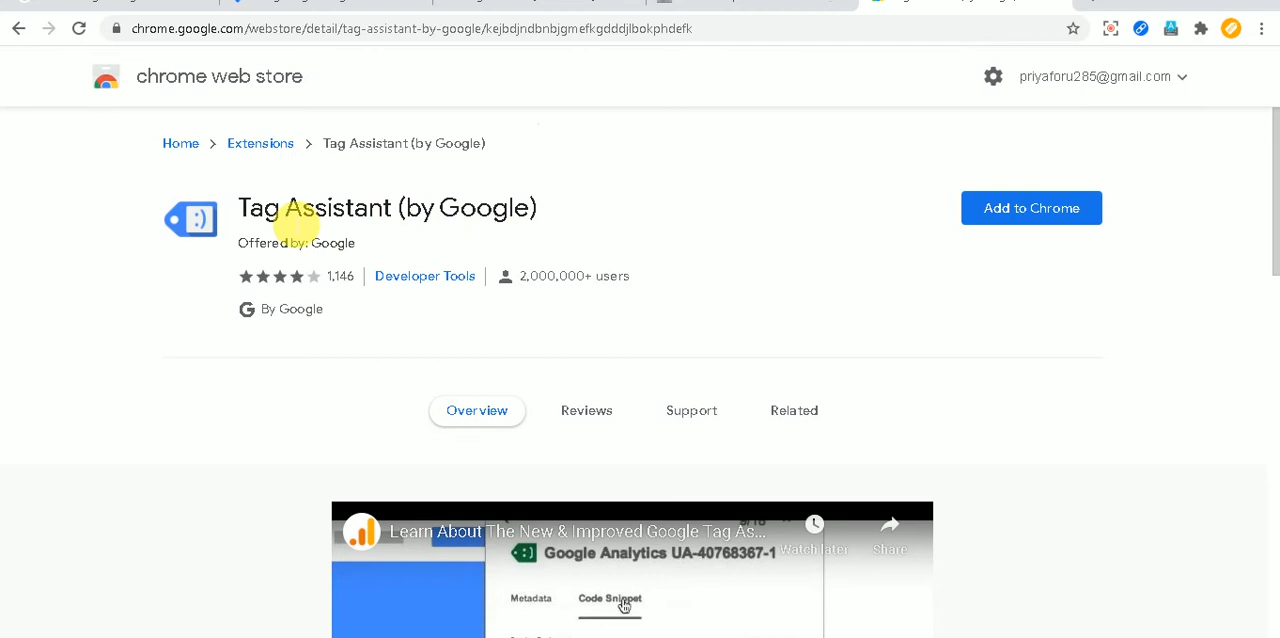 chrome.google.com/webstore/detail/tag-assistant-by-google/kejbdjndbnbjgmefkgdddjlbokphdefk
chrome web store
priyaforu285@gmail.com
Home > Extensions > Tag Assistant (by Google)
Tag Assistant (by Google)
Add to Chrome
Offered by: Google
1,146 Developer Tools 2,000,000+ users
G By Google
Overview Reviews Support Related
Learn About The New & Improved Google Tag As...
Watch later Share
Google Analytics UA-40768367-1
Metadata Code Snippet